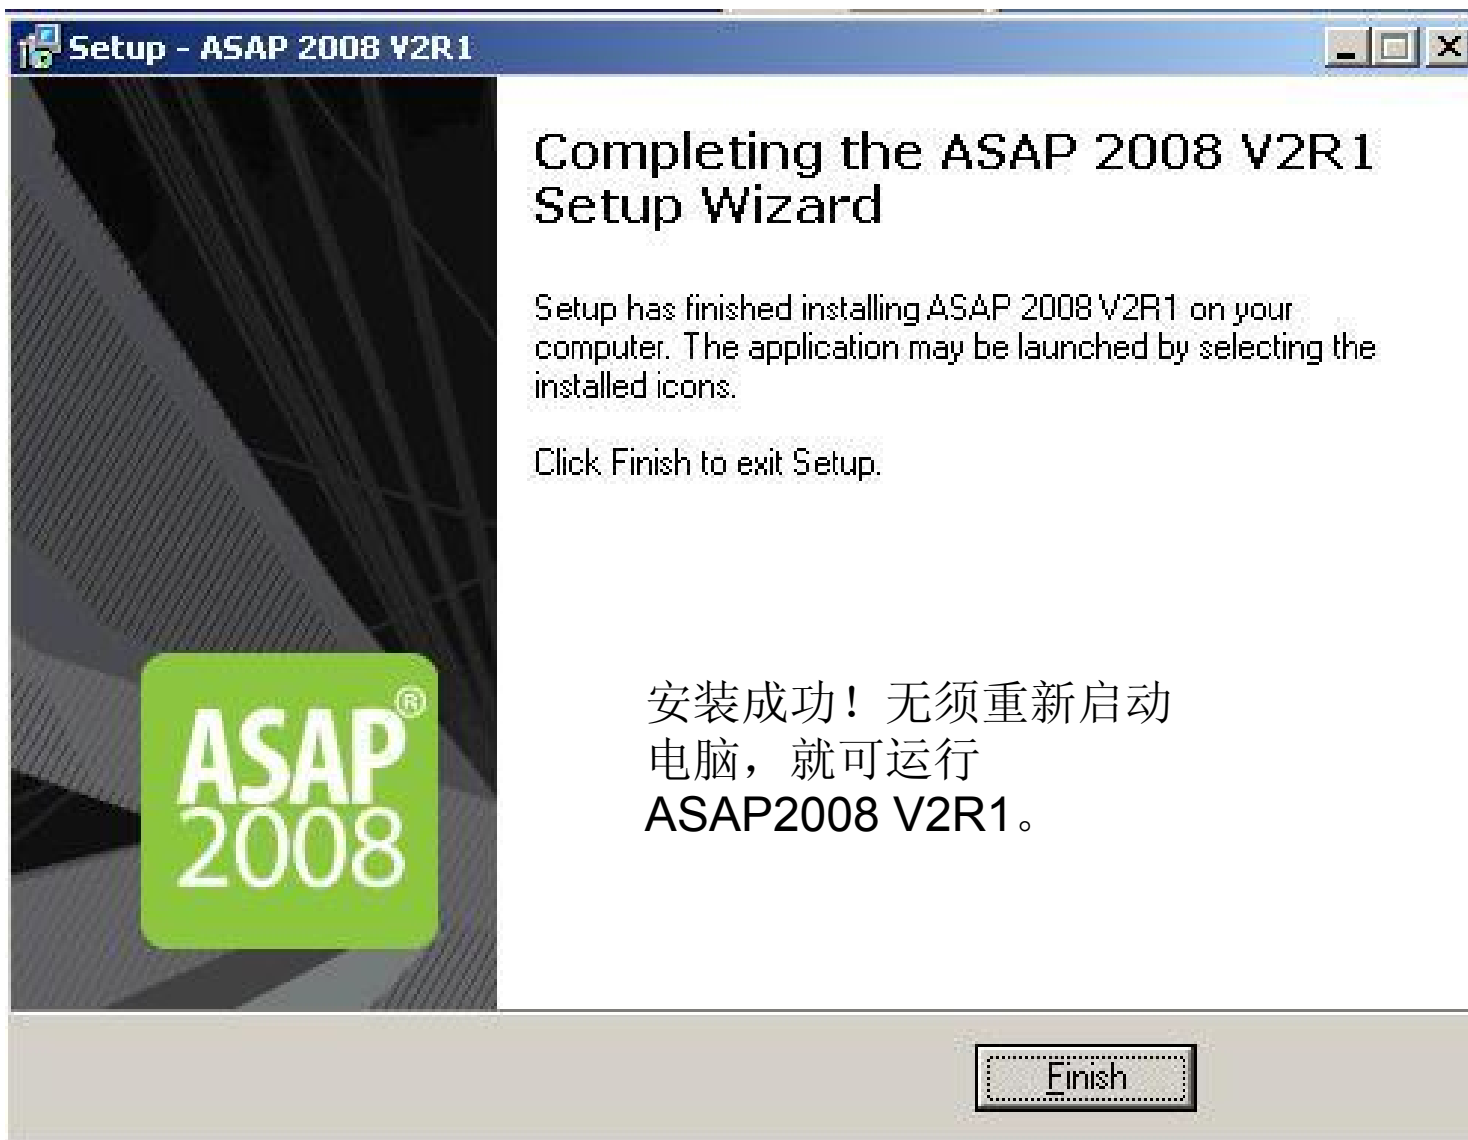 Setup - ASAP 2008 V2R1
Completing the ASAP 2008 V2R1
Setup Wizard
Setup has finished installing ASAP 2008 V2R1 on your
computer. The application may be launched by selecting the
installed icons.
Click Finish to exit Setup.
安装成功！无须重新启动
电脑，就可运行
ASAP2008 V2R1。
ASAP®
2008
Finish